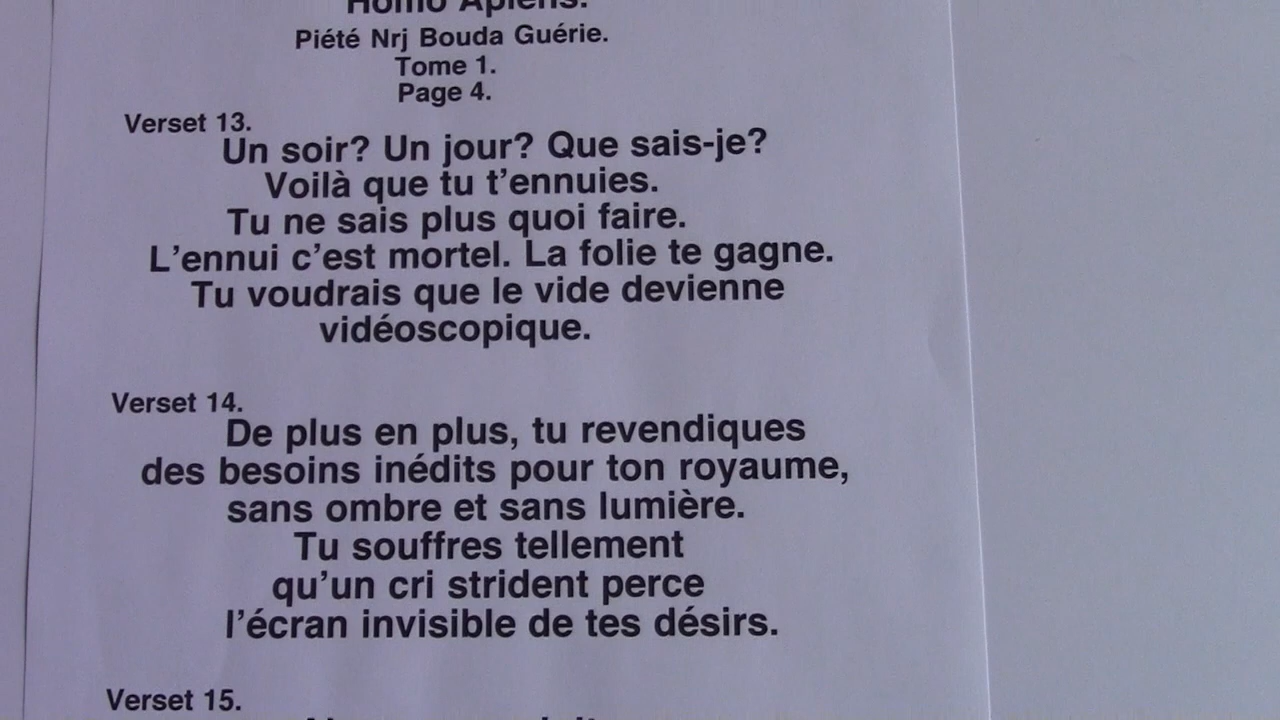 Homo Apiens.
Piété Nrj Bouda Guérie.
Tome 1.
Page 4.
Verset 13.
Un soir? Un jour? Que sais-je?
Voilà que tu t'ennuies.
Tu ne sais plus quoi faire.
L'ennui c'est mortel. La folie te gagne.
Tu voudrais que le vide devienne
vidéoscopique.
Verset 14.
De plus en plus, tu revendiques
des besoins inédits pour ton royaume,
sans ombre et sans lumière.
Tu souffres tellement
qu'un cri strident perce
l'écran invisible de tes désirs.
Verset 15.